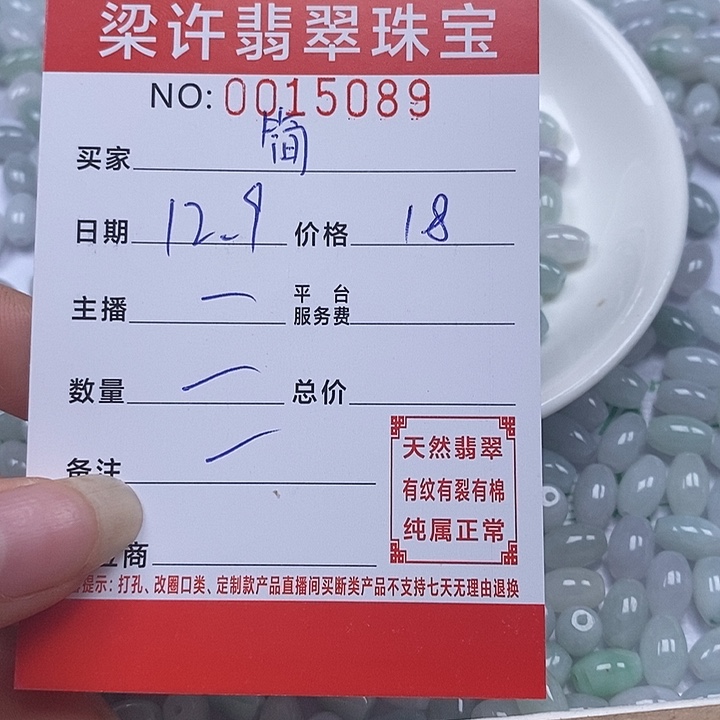 梁许翡翠珠宝
NO: 0015089
买家 简
日期 12.9 价格 18
主播 一 平台服务费
数量 一 总价
备注
天然翡翠
有纹有裂有棉
纯属正常
商
提示：打孔、改圈口类、定制款产品直播间买断类产品不支持七天无理由退换